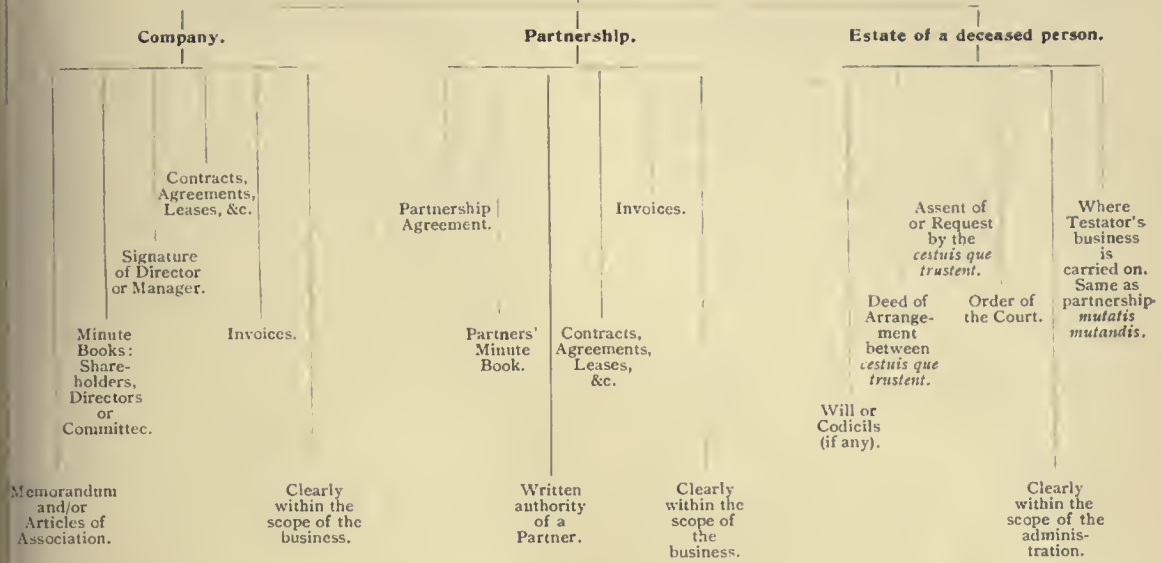 Company.
Partnership.
Estate of a deceased person.
Contracts,
Agreements,
Leases, &c.
Signature
of Director
or Manager.
Minute
Books:
Share-
holders,
Directors
or
Committee.
Invoices.
Memorandum
and/or
Articles of
Association.
Clearly
within the
scope of the
business.
Partnership
Agreement.
Invoices.
Partners'
Minute
Book.
Contracts,
Agreements,
Leases,
&c.
Written
authority
of a
Partner.
Clearly
within the
scope of
the
business.
Assent of
or Request
by the
cestuis que
trustent.
Where
Testator's
business
is
carried on.
Same as
partnership
mutatis
mutandis.
Deed of
Arrange-
ment
between
cestuis que
trustent.
Order of
the Court.
Will or
Codicils
(if any).
Clearly
within the
scope of the
adminis-
tration.